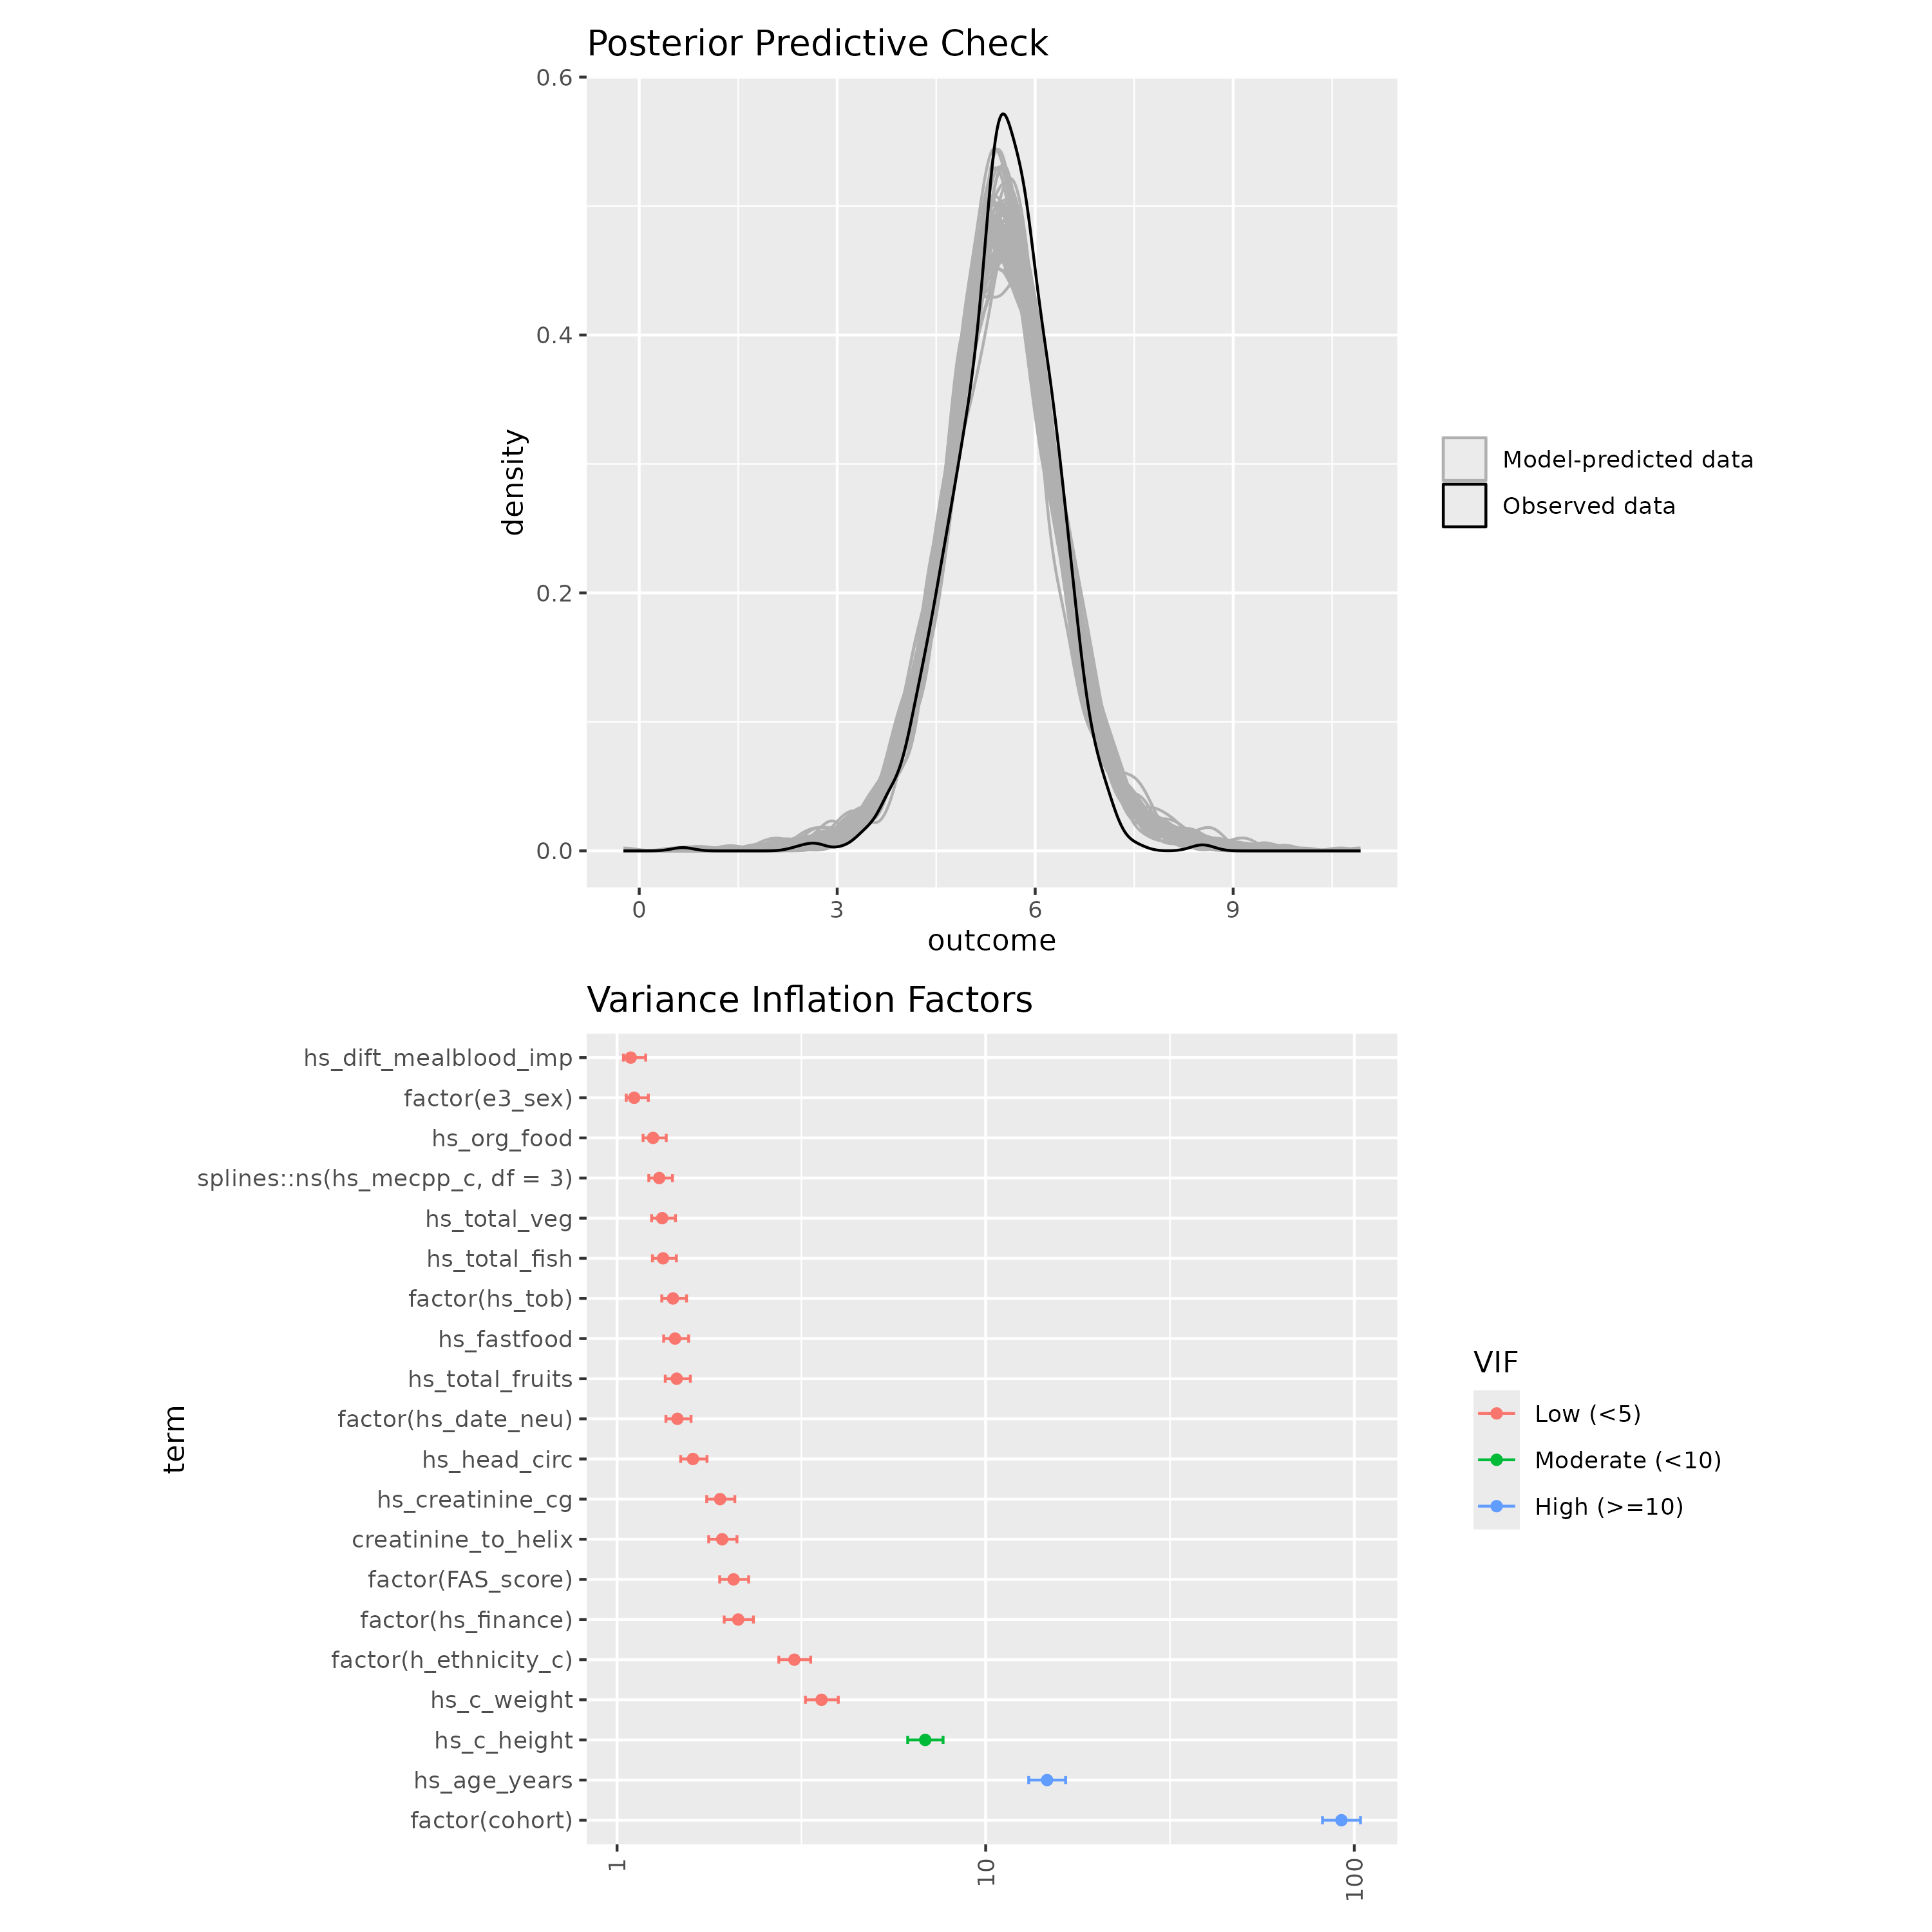 Posterior Predictive Check
0.6
0.4
0.2
0.0
density
0
3
6
9
outcome
Model-predicted data
Observed data
Variance Inflation Factors
hs_dift_mealblood_imp
factor(e3_sex)
hs_org_food
splines::ns(hs_mecpp_c, df = 3)
hs_total_veg
hs_total_fish
factor(hs_tob)
hs_fastfood
hs_total_fruits
factor(hs_date_neu)
hs_head_circ
hs_creatinine_cg
creatinine_to_helix
factor(FAS_score)
factor(hs_finance)
factor(h_ethnicity_c)
hs_c_weight
hs_c_height
hs_age_years
factor(cohort)
term
1
10
100
VIF
Low (<5)
Moderate (<10)
High (>=10)